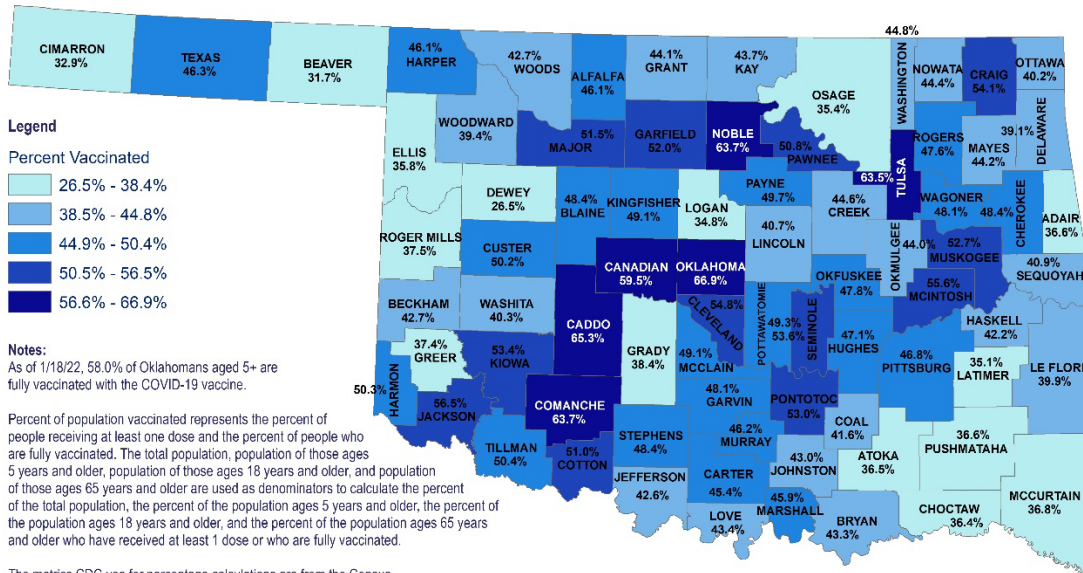 44.8%
CIMARRON
32.9%
TEXAS
46.3%
BEAVER
31.7%
46.1%
HARPER
42.7%
WOODS
ALFALFA
46.1%
44.1%
GRANT
43.7%
KAY
OSAGE
35.4%
WASHINGTON
NOWATA
44.4%
CRAIG
54.1%
OTTAWA
40.2%
Legend
Percent Vaccinated
26.5% - 38.4%
38.5% - 44.8%
44.9% - 50.4%
50.5% - 56.5%
56.6% - 66.9%
ELLIS
35.8%
WOODWARD
39.4%
51.5%
MAJOR
GARFIELD
52.0%
NOBLE
63.7%
50.8%
PAWNEE
63.5%
TULSA
ROGERS
47.6%
MAYES
44.2%
39.1%
DELAWARE
DEWEY
26.5%
48.4%
BLAINE
KINGFISHER
49.1%
LOGAN
34.8%
PAYNE
49.7%
44.6%
CREEK
WAGONER
48.1%
48.4%
CHEROKEE
ADAIR
36.6%
ROGER MILLS
37.5%
CUSTER
50.2%
CANADIAN
59.5%
OKLAHOMA
66.9%
40.7%
LINCOLN
OKMULGEE
44.0%
52.7%
MUSKOGEE
40.9%
SEQUOYAH
BECKHAM
42.7%
WASHITA
40.3%
CADDO
65.3%
GRADY
38.4%
54.8%
CLEVELAND
POTTAWATOMIE
49.3%
53.6%
SEMINOLE
OKFUSKEE
47.8%
55.6%
MCINTOSH
HASKELL
42.2%
37.4%
GREER
53.4%
KIOWA
49.1%
MCCLAIN
47.1%
HUGHES
46.8%
PITTSBURG
35.1%
LATIMER
LE FLOR
39.9%
50.3%
HARMON
56.5%
JACKSON
COMANCHE
63.7%
48.1%
GARVIN
PONTOTOC
53.0%
COAL
41.6%
36.6%
PUSHMATAHA
TILLMAN
50.4%
51.0%
COTTON
STEPHENS
48.4%
46.2%
MURRAY
43.0%
JOHNSTON
ATOKA
36.5%
MCCURTAIN
36.8%
JEFFERSON
42.6%
CARTER
45.4%
45.9%
MARSHALL
CHOCTAW
36.4%
LOVE
43.4%
BRYAN
43.3%
Notes:
As of 1/18/22, 58.0% of Oklahomans aged 5+ are
fully vaccinated with the COVID-19 vaccine.
Percent of population vaccinated represents the percent of
people receiving at least one dose and the percent of people who
are fully vaccinated. The total population, population of those ages
5 years and older, population of those ages 18 years and older, and population
of those ages 65 years and older are used as denominators to calculate the percent
of the total population, the percent of the population ages 5 years and older, the percent of
the population ages 18 years and older, and the percent of the population ages 65 years
and older who have received at least 1 dose or who are fully vaccinated.
The metrics CDC use for percentage calculations are from the Census